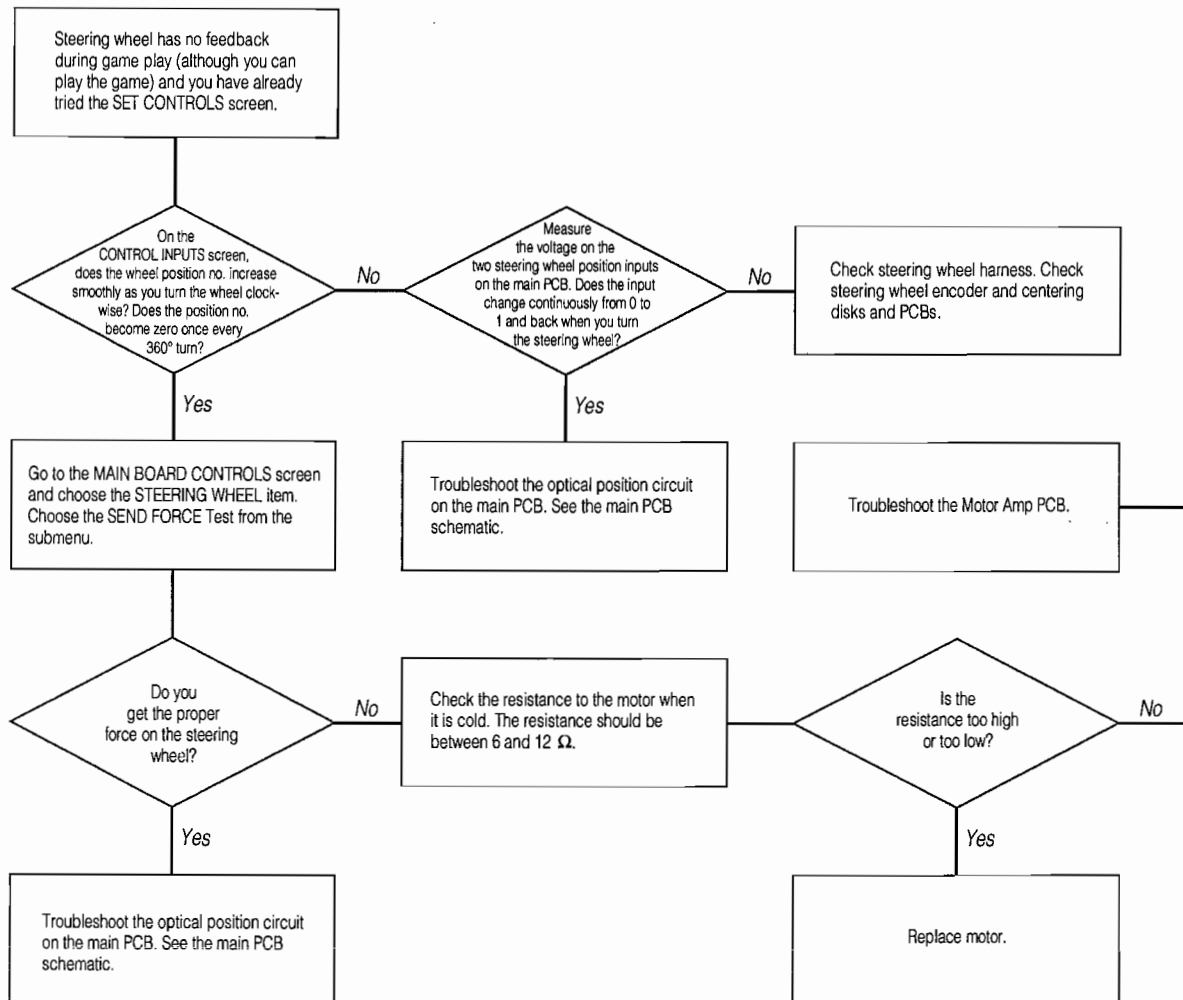 Steering wheel has no feedback
during game play (although you can
play the game) and you have already
tried the SET CONTROLS screen.
On the
CONTROL INPUTS screen,
does the wheel position no. increase
smoothly as you turn the wheel clock-
wise? Does the position no.
become zero once every
360° turn?
No
Measure
the voltage on the
two steering wheel position inputs
on the main PCB. Does the input
change continuously from 0 to
1 and back when you turn
the steering wheel?
No
Check steering wheel harness. Check
steering wheel encoder and centering
disks and PCBs.
Yes
Yes
Go to the MAIN BOARD CONTROLS screen
and choose the STEERING WHEEL item.
Choose the SEND FORCE Test from the
submenu.
Troubleshoot the optical position circuit
on the main PCB. See the main PCB
schematic.
Troubleshoot the Motor Amp PCB.
Do you
get the proper
force on the steering
wheel?
No
Check the resistance to the motor when
it is cold. The resistance should be
between 6 and 12 Ω.
Is the
resistance too high
or too low?
No
Yes
Yes
Troubleshoot the optical position circuit
on the main PCB. See the main PCB
schematic.
Replace motor.